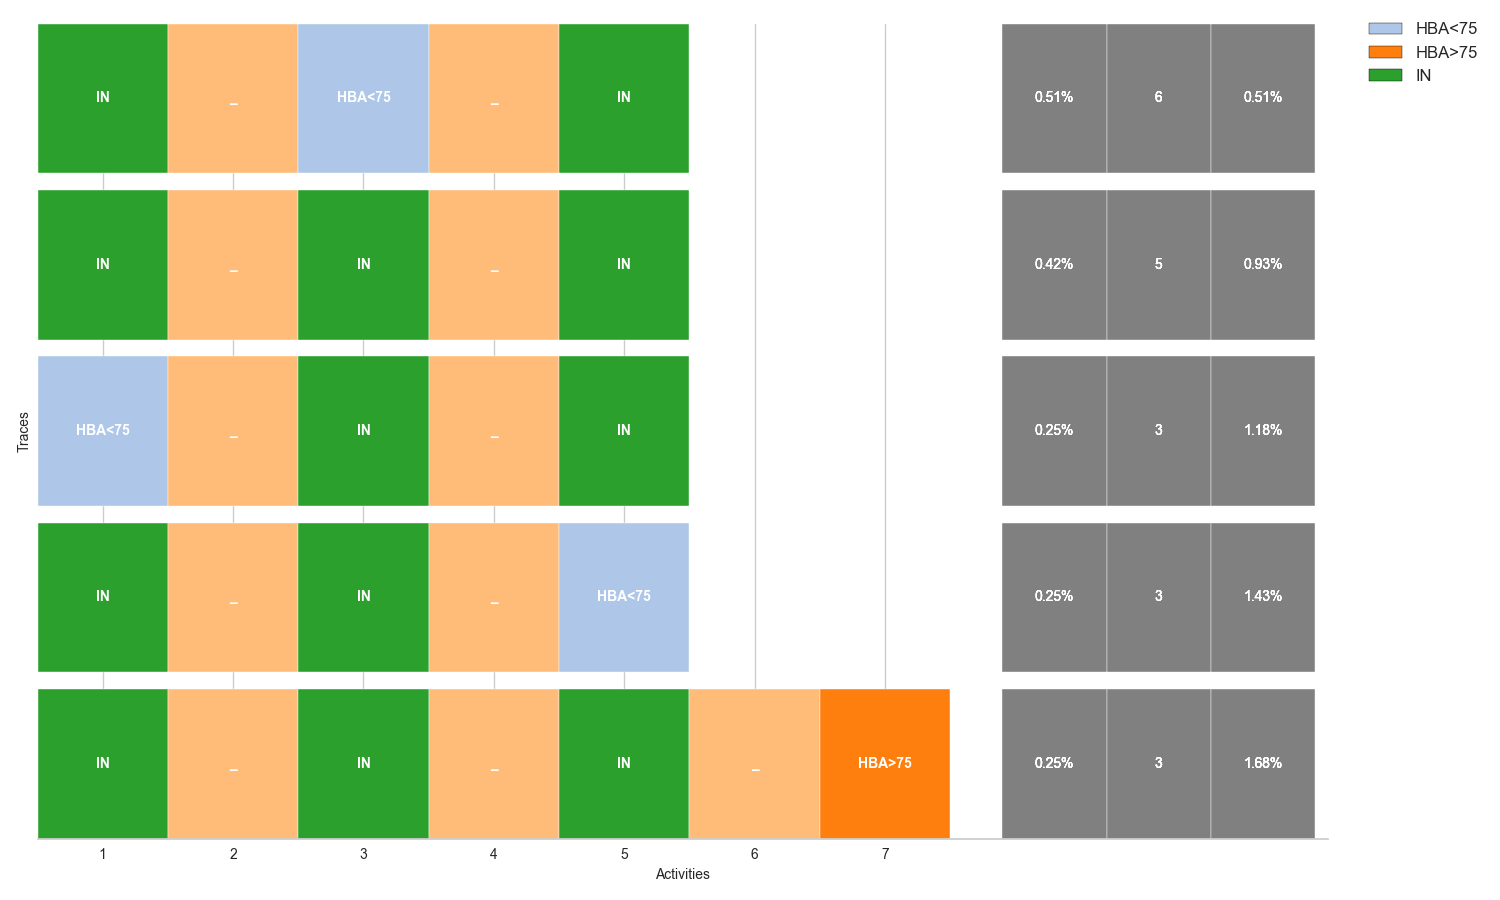 HBA<75
HBA>75
IN
IN _ HBA<75 _ IN 0.51% 6 0.51%
IN _ IN _ IN 0.42% 5 0.93%
HBA<75 _ IN _ IN 0.25% 3 1.18%
IN _ IN _ HBA<75 0.25% 3 1.43%
IN _ IN _ IN _ HBA>75 0.25% 3 1.68%
Traces
1 2 3 4 5 6 7
Activities